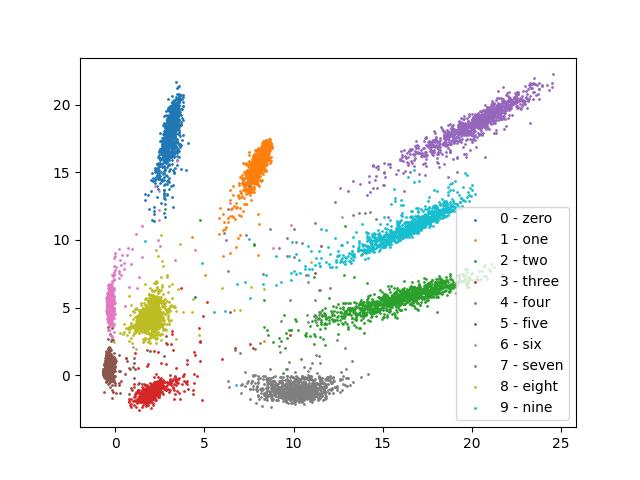 20
15
10
5
0
0
5
10
15
20
25
0 - zero
1 - one
2 - two
3 - three
4 - four
5 - five
6 - six
7 - seven
8 - eight
9 - nine